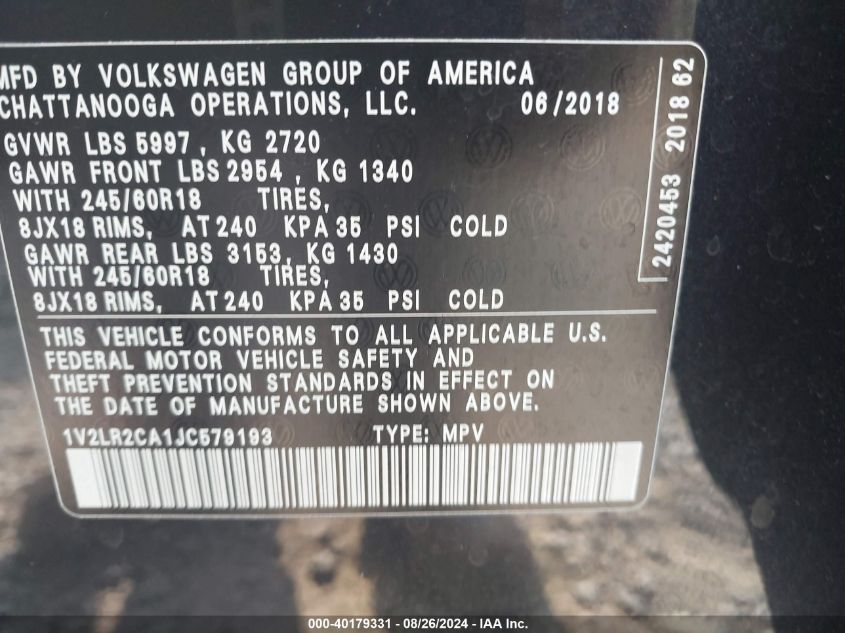 MFD BY VOLKSWAGEN GROUP OF AMERICA
CHATTANOOGA OPERATIONS, LLC. 06/2018
GVWR LBS 5997 , KG 2720
GAWR FRONT LBS 2954 , KG 1340
WITH 245/60R18 TIRES,
8JX18 RIMS, AT 240 KPA 35 PSI COLD
GAWR REAR LBS 3153, KG 1430
WITH 245/60R18 TIRES,
8JX18 RIMS, AT 240 KPA 35 PSI COLD
2420453 2018 62
THIS VEHICLE CONFORMS TO ALL APPLICABLE U.S.
FEDERAL MOTOR VEHICLE SAFETY AND
THEFT PREVENTION STANDARDS IN EFFECT ON
THE DATE OF MANUFACTURE SHOWN ABOVE.
1V2LR2CA1JC579193 TYPE: MPV
000-40179331 - 08/26/2024 - IAA Inc.